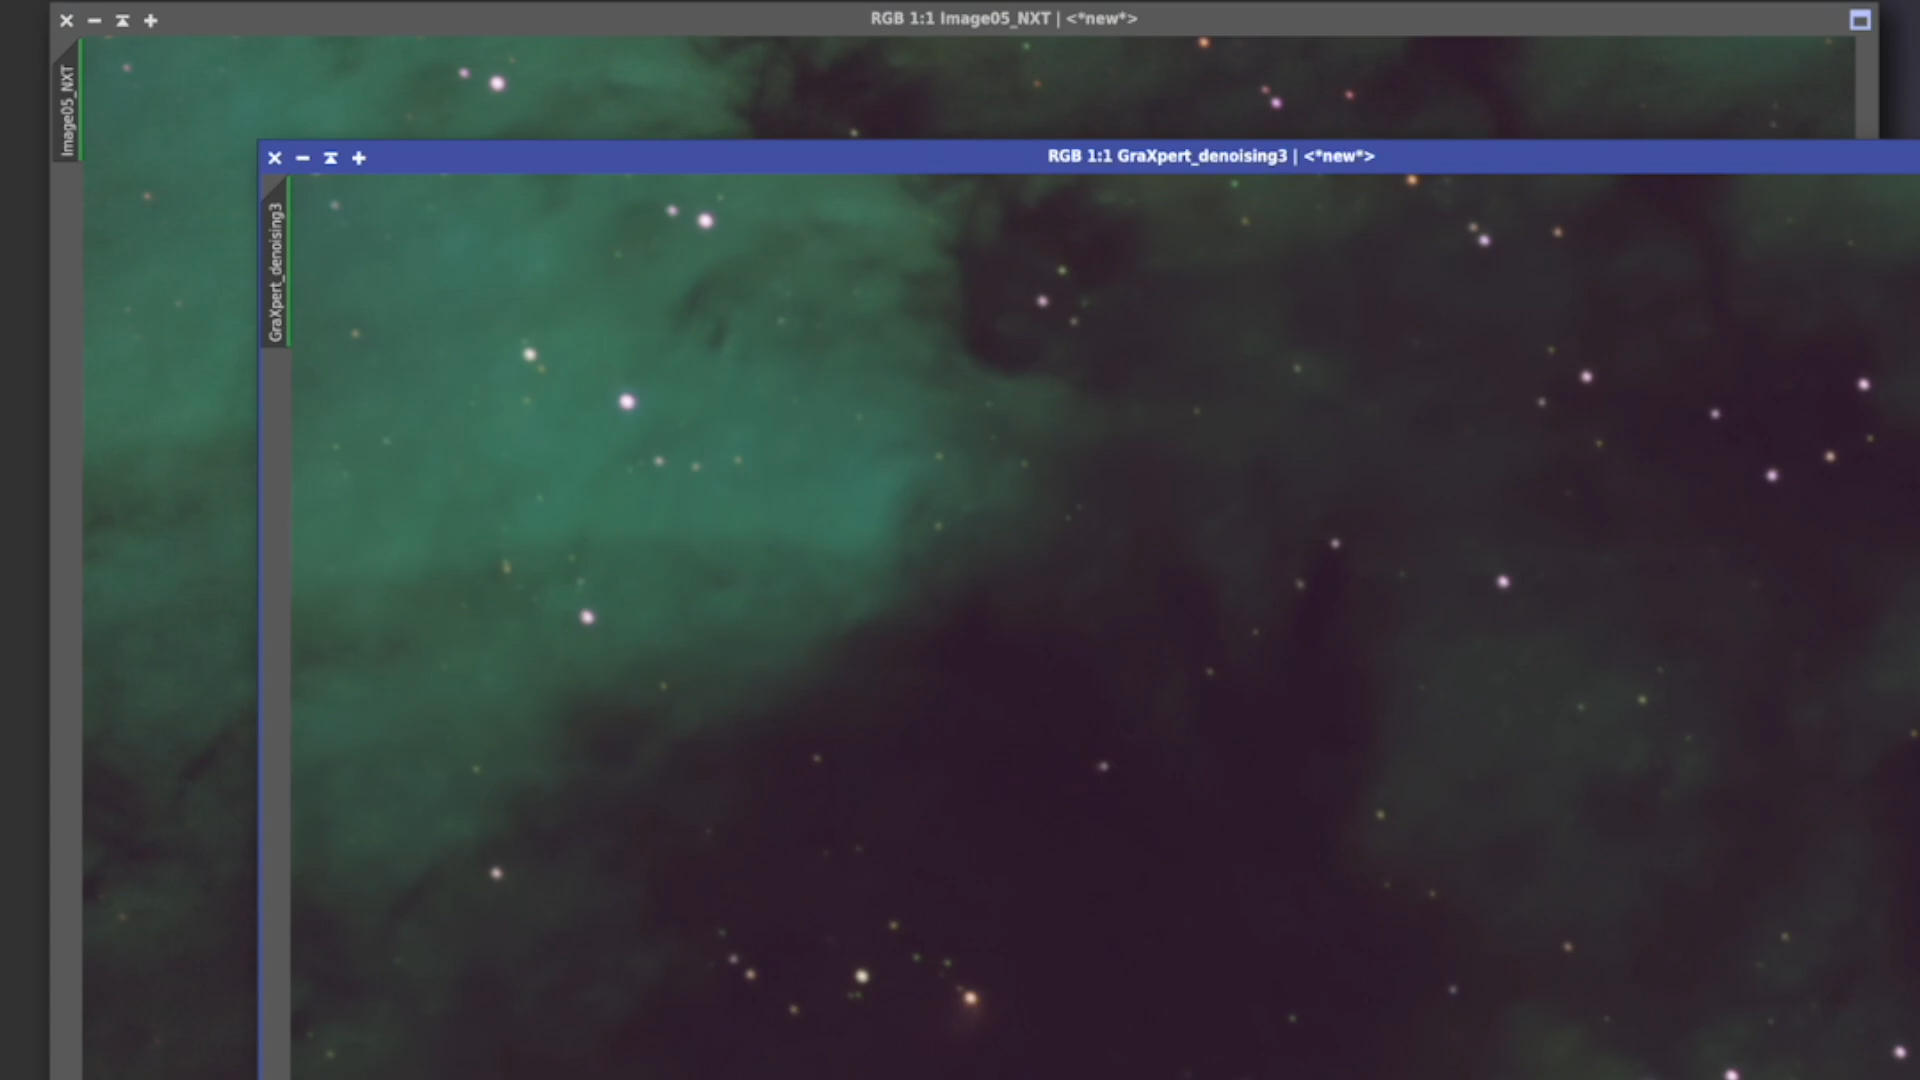 RGB 1:1 Image05_NXT | <*new*>
Image05_NXT
RGB 1:1 GraXpert_denoising3 | <*new*>
GraXpert_denoising3